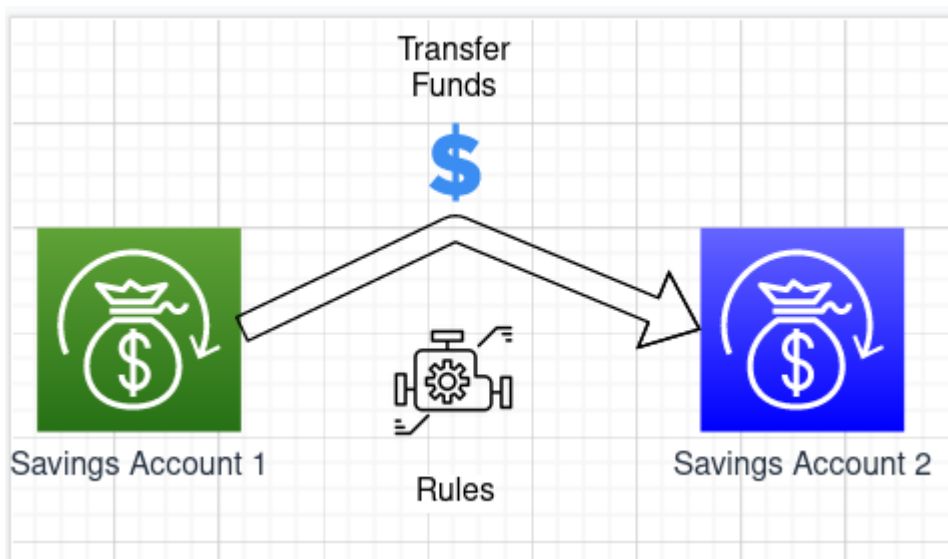 Transfer
Funds
$
$
$
Savings Account 1
Savings Account 2
Rules